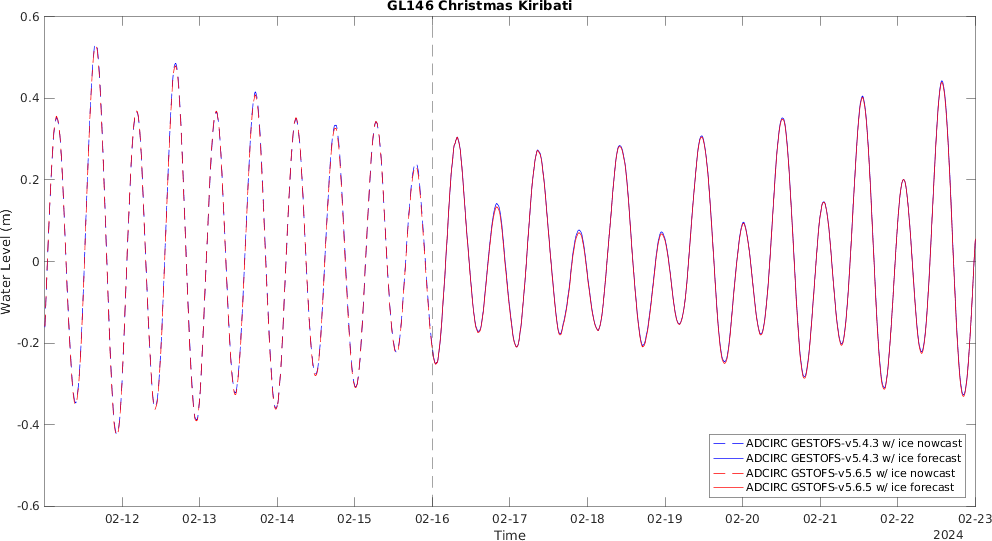 GL146 Christmas Kiribati
0.6
0.4
0.2
0
-0.2
-0.4
-0.6
Water Level (m)
ADCIRC GESTOFS-v5.4.3 w/ ice nowcast
ADCIRC GESTOFS-v5.4.3 w/ ice forecast
ADCIRC GSTOFS-v5.6.5 w/ ice nowcast
ADCIRC GSTOFS-v5.6.5 w/ ice forecast
02-12 02-13 02-14 02-15 02-16 02-17 02-18 02-19 02-20 02-21 02-22 02-23
Time
2024